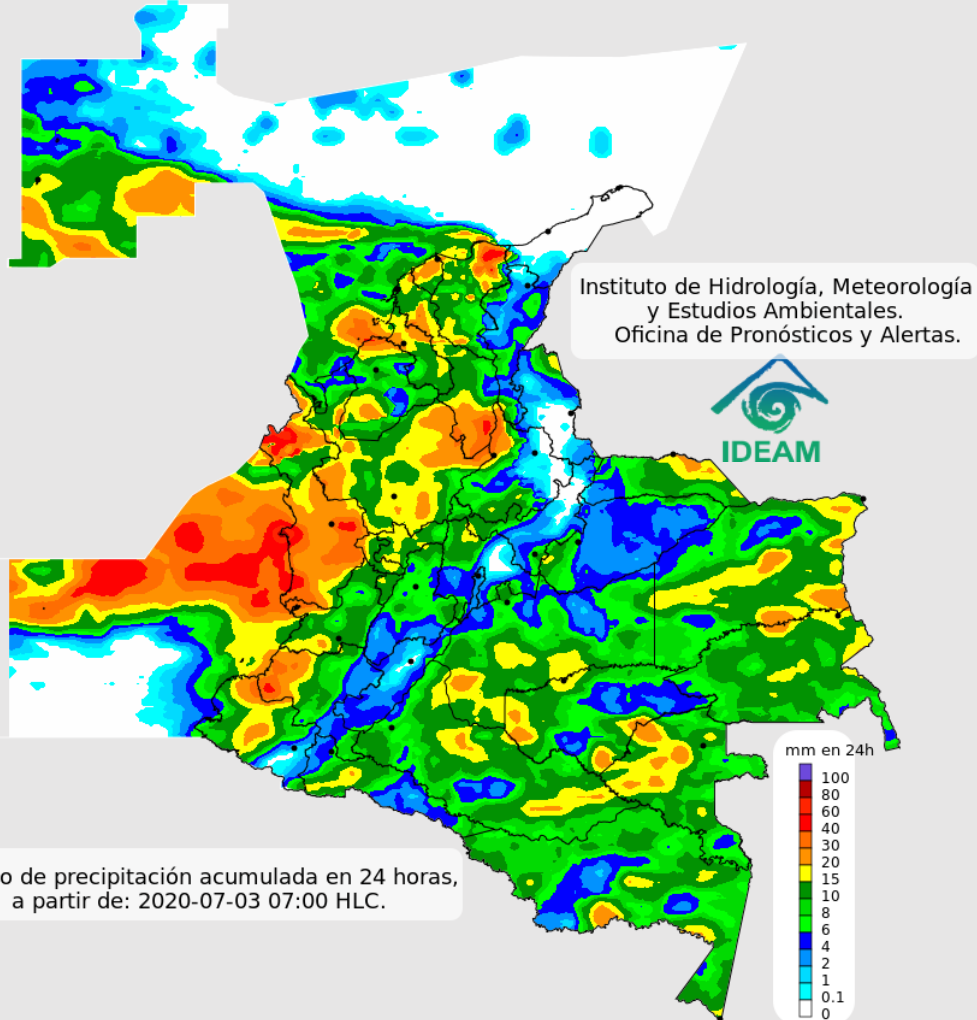 Instituto de Hidrología, Meteorología
y Estudios Ambientales.
Oficina de Pronósticos y Alertas.
IDEAM
mm en 24h
100
80
60
40
30
20
15
10
8
6
4
2
1
0.1
0
o de precipitación acumulada en 24 horas,
a partir de: 2020-07-03 07:00 HLC.